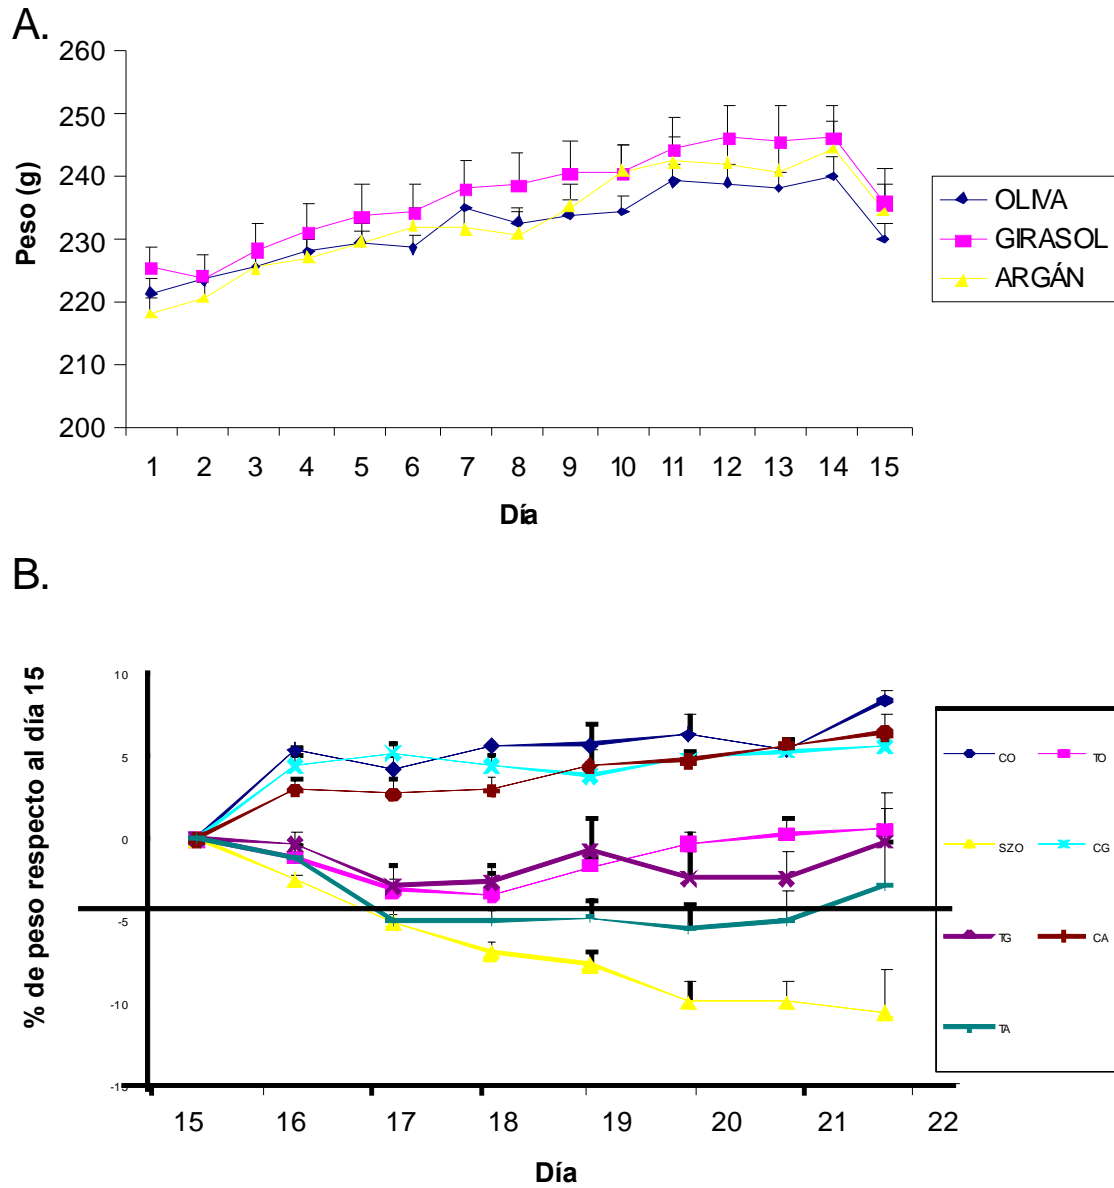 A.
260
250
240
230
220
210
200
Peso (g)
1 2 3 4 5 6 7 8 9 10 11 12 13 14 15
Día
OLIVA
GIRASOL
ARGÁN
B.
% de peso respecto al día 15
10
5
0
-5
-10
-15
15 16 17 18 19 20 21 22
Día
CO TO
SZO CG
TG CA
TA